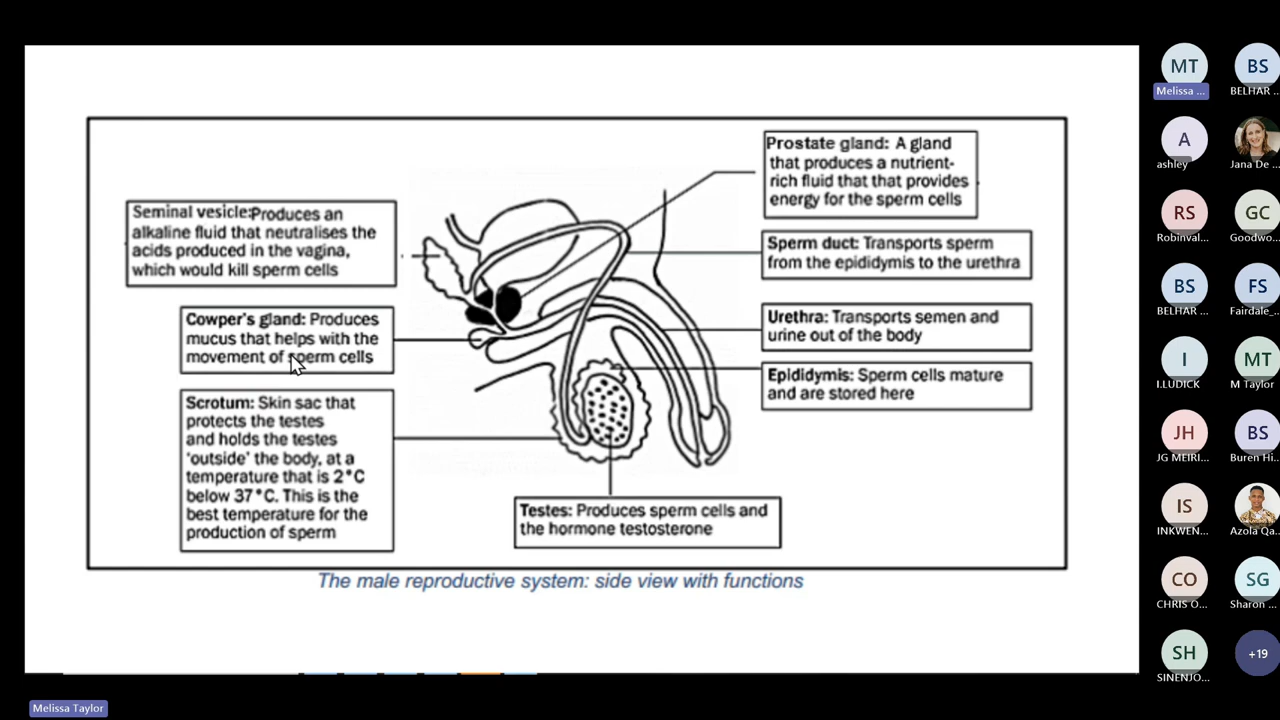 Prostate gland: A gland
that produces a nutrient-
rich fluid that that provides
energy for the sperm cells
Seminal vesicle:Produces an
alkaline fluid that neutralises the
acids produced in the vagina,
which would kill sperm cells
Sperm duct: Transports sperm
from the epididymis to the urethra
Cowper's gland: Produces
mucus that helps with the
movement of sperm cells
Urethra: Transports semen and
urine out of the body
Epididymis: Sperm cells mature
and are stored here
Scrotum: Skin sac that
protects the testes
and holds the testes
'outside' the body, at a
temperature that is 2°C
below 37°C. This is the
best temperature for the
production of sperm
Testes: Produces sperm cells and
the hormone testosterone
The male reproductive system: side view with functions
MT
Melissa ...
BS
BELHAR ...
A
ashley
Jana De ...
RS
Robinval...
GC
Goodwo...
BS
BELHAR ...
FS
Fairdale_...
I
I.LUDICK
MT
M Taylor
JH
JG MEIRI...
BS
Buren Hi...
IS
INKWEN...
Azola Qa...
CO
CHRIS O...
SG
Sharon ...
SH
SINENJO...
+19
Melissa Taylor